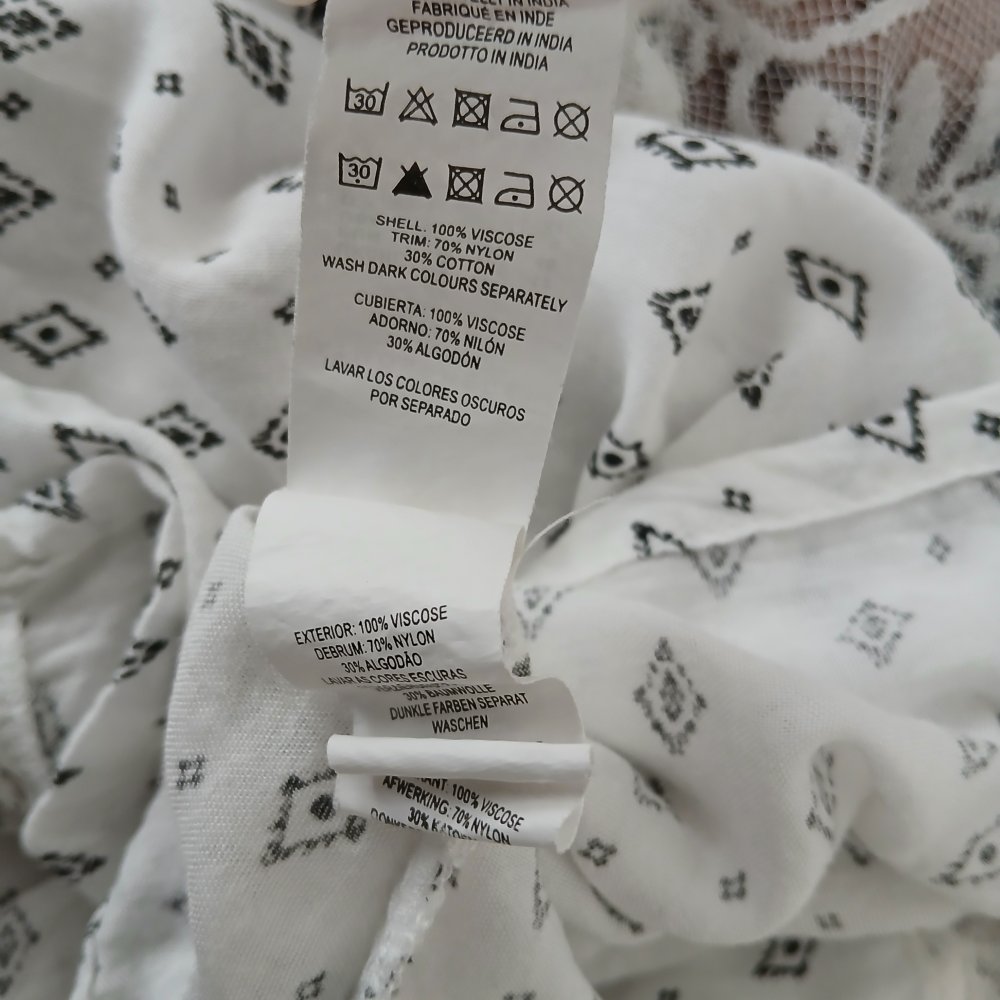 IN INDIA
FABRIQUÉ EN INDE
GEPRODUCEERD IN INDIA
PRODOTTO IN INDIA
30
30
SHELL: 100% VISCOSE
TRIM: 70% NYLON
30% COTTON
WASH DARK COLOURS SEPARATELY
CUBIERTA: 100% VISCOSE
ADORNO: 70% NILÓN
30% ALGODÓN
LAVAR LOS COLORES OSCUROS
POR SEPARADO
EXTERIOR: 100% VISCOSE
DEBRUM: 70% NYLON
30% ALGODÃO
LAVAR AS CORES ESCURAS
30% BAUMWOLLE
DUNKLE FARBEN SEPARAT
WASCHEN
100% VISCOSE
AFWERKING: 70% NYLON
30%